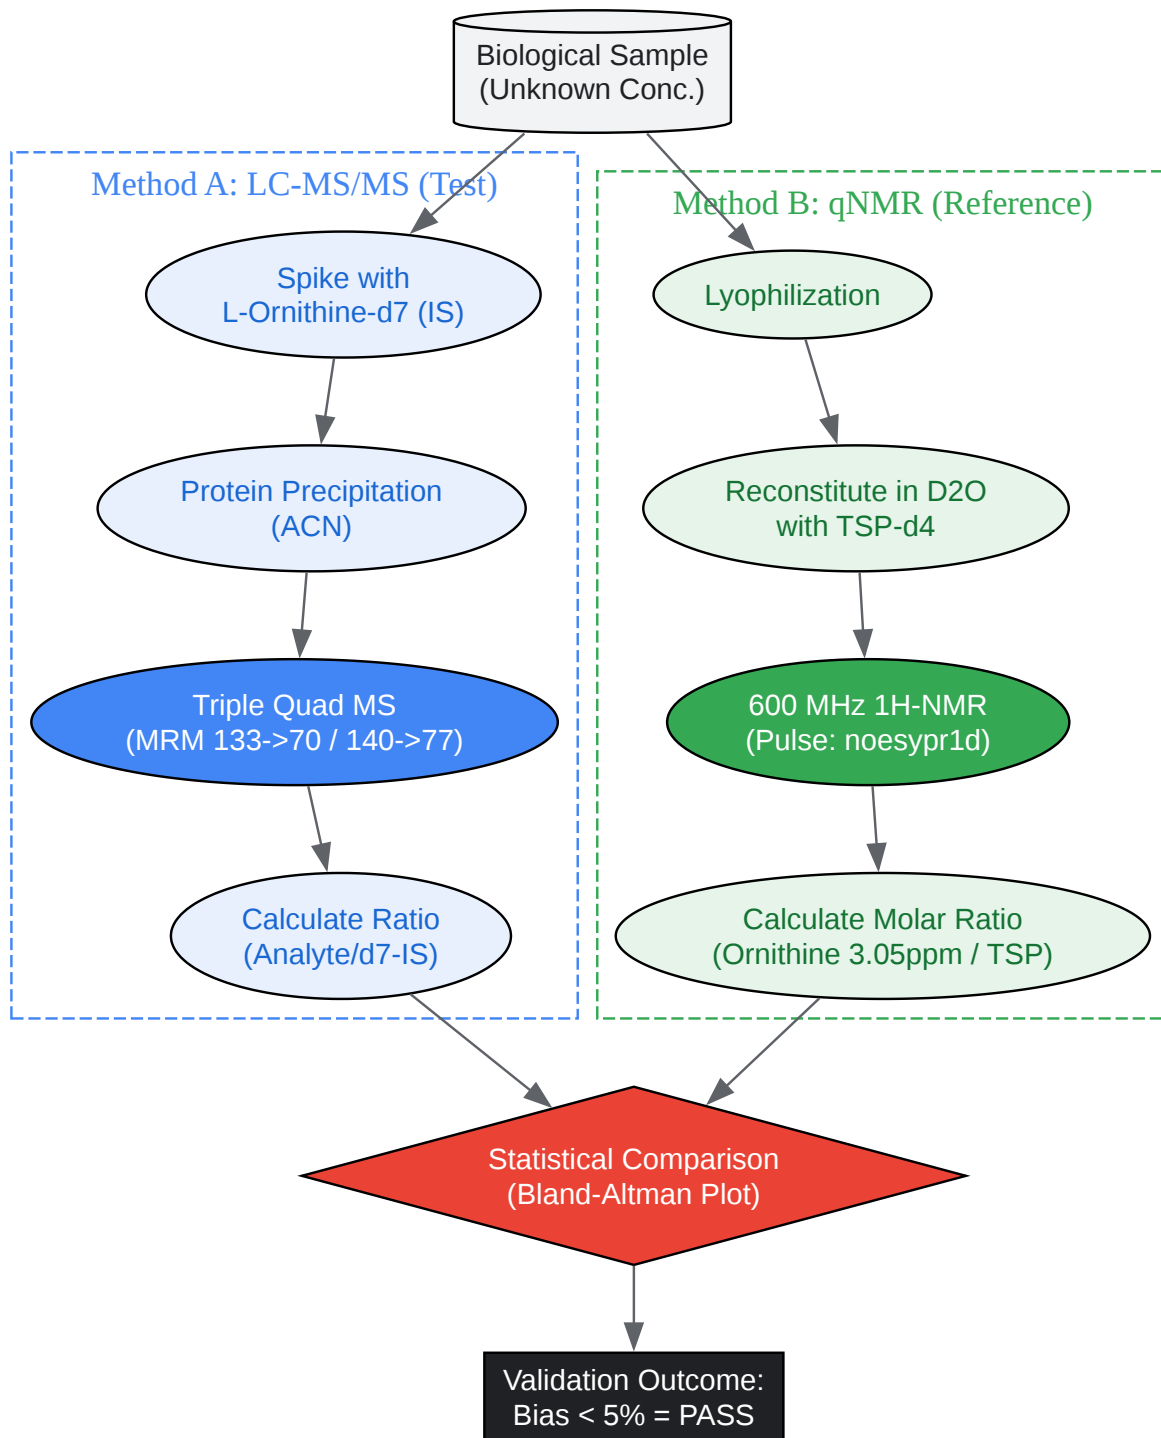 Biological Sample
(Unknown Conc.)
Method A: LC-MS/MS (Test)
Spike with
L-Ornithine-d7 (IS)
Protein Precipitation
(ACN)
Triple Quad MS
(MRM 133->70 / 140->77)
Calculate Ratio
(Analyte/d7-IS)
Method B: qNMR (Reference)
Lyophilization
Reconstitute in D2O
with TSP-d4
600 MHz 1H-NMR
(Pulse: noesypr1d)
Calculate Molar Ratio
(Ornithine 3.05ppm / TSP)
Statistical Comparison
(Bland-Altman Plot)
Validation Outcome:
Bias < 5% = PASS